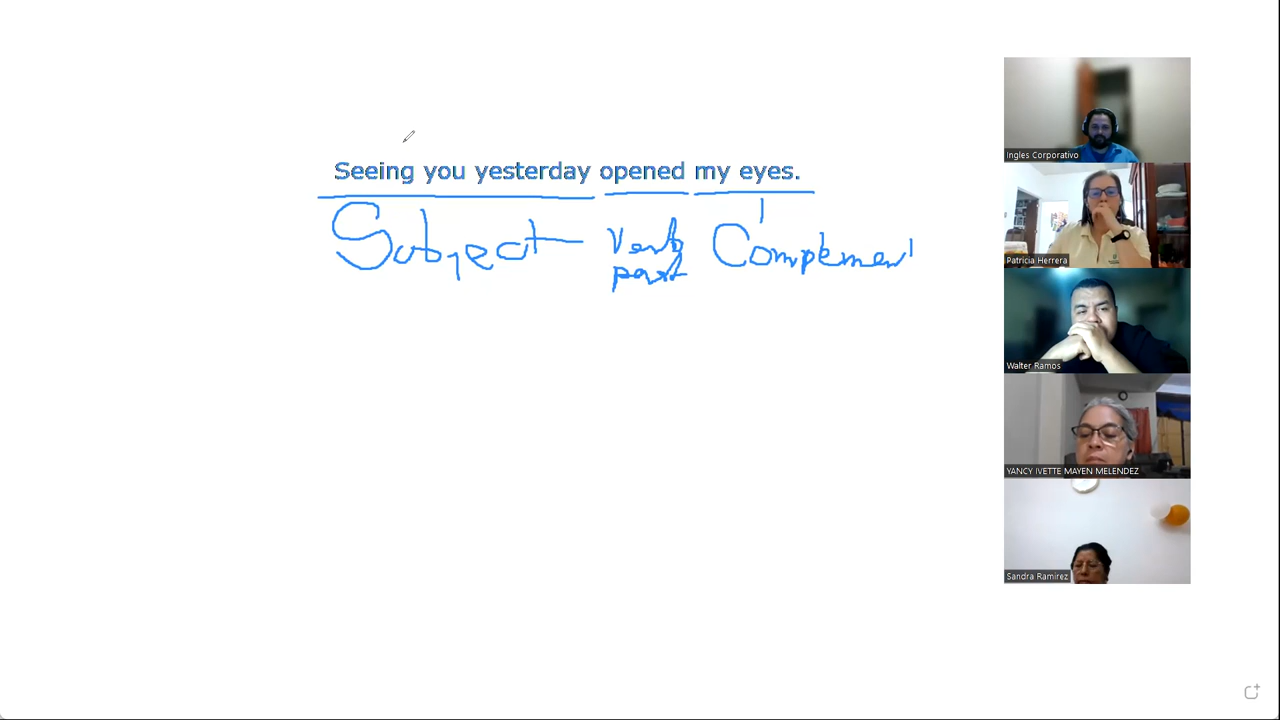 Seeing you yesterday opened my eyes.
Subject verb Complement
past
Ingles Corporativo
Patricia Herrera
Walter Ramos
YANCY IVETTE MAYEN MELENDEZ
Sandra Ramirez